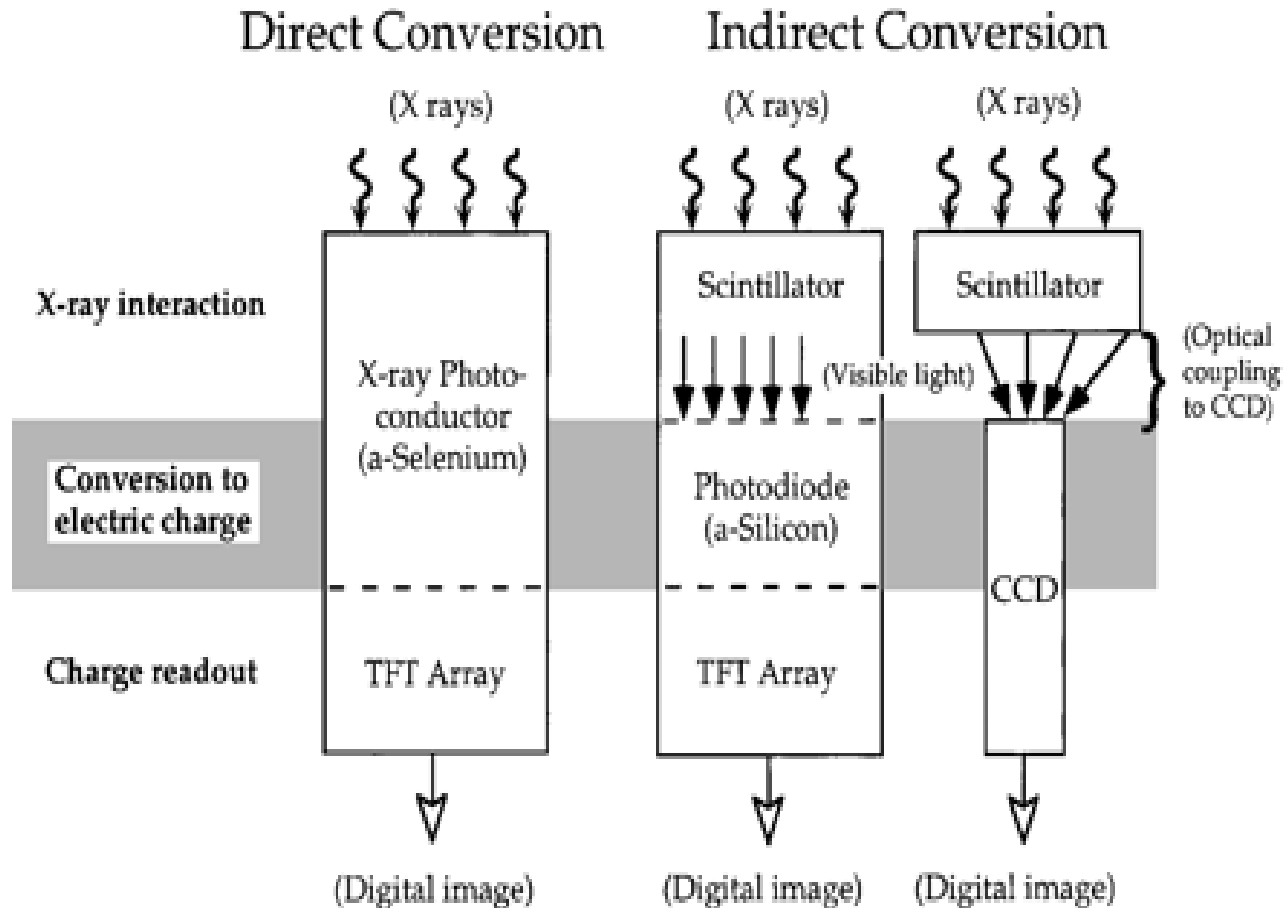 Direct Conversion
Indirect Conversion
(X rays)
(X rays)
(X rays)
X-ray interaction
Scintillator
Scintillator
X-ray Photo-
conductor
(a-Selenium)
(Visible light)
(Optical
coupling
to CCD)
Conversion to
electric charge
Photodiode
(a-Silicon)
CCD
Charge readout
TFT Array
TFT Array
(Digital image)
(Digital image)
(Digital image)